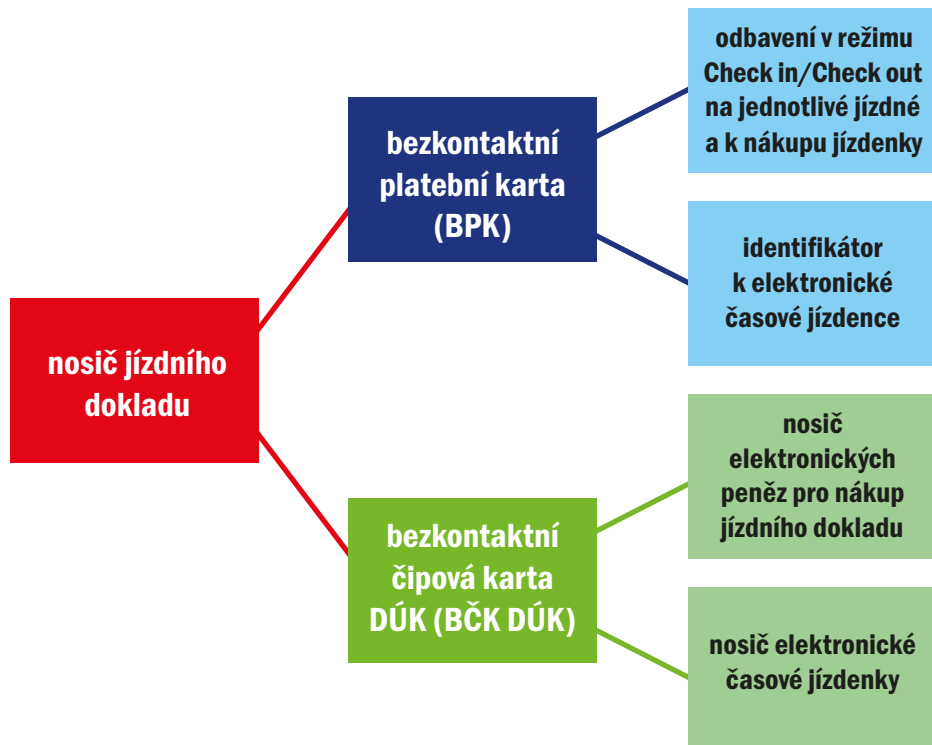 nosič jízdního
dokladu
bezkontaktní
platební karta
(BPK)
odbavení v režimu
Check in/Check out
na jednotlivé jízdné
a k nákupu jízdenky
identifikátor
k elektronické
časové jízdence
bezkontaktní
čipová karta
DÚK (BČK DÚK)
nosič
elektronických
peněz pro nákup
jízdního dokladu
nosič elektronické
časové jízdenky